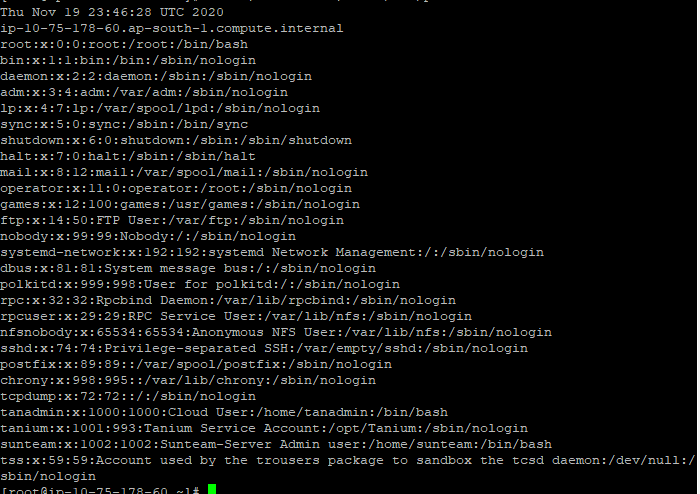 Thu Nov 19 23:46:28 UTC 2020
ip-10-75-178-60.ap-south-1.compute.internal
root:x:0:0:root:/root:/bin/bash
bin:x:1:1:bin:/bin:/sbin/nologin
daemon:x:2:2:daemon:/sbin:/sbin/nologin
adm:x:3:4:adm:/var/adm:/sbin/nologin
lp:x:4:7:lp:/var/spool/lpd:/sbin/nologin
sync:x:5:0:sync:/sbin:/bin/sync
shutdown:x:6:0:shutdown:/sbin:/sbin/shutdown
halt:x:7:0:halt:/sbin:/sbin/halt
mail:x:8:12:mail:/var/spool/mail:/sbin/nologin
operator:x:11:0:operator:/root:/sbin/nologin
games:x:12:100:games:/usr/games:/sbin/nologin
ftp:x:14:50:FTP User:/var/ftp:/sbin/nologin
nobody:x:99:99:Nobody:/:/sbin/nologin
systemd-network:x:192:192:systemd Network Management:/:/sbin/nologin
dbus:x:81:81:System message bus:/:/sbin/nologin
polkitd:x:999:998:User for polkitd:/:/sbin/nologin
rpc:x:32:32:Rpcbind Daemon:/var/lib/rpcbind:/sbin/nologin
rpcuser:x:29:29:RPC Service User:/var/lib/nfs:/sbin/nologin
nfsnobody:x:65534:65534:Anonymous NFS User:/var/lib/nfs:/sbin/nologin
sshd:x:74:74:Privilege-separated SSH:/var/empty/sshd:/sbin/nologin
postfix:x:89:89::/var/spool/postfix:/sbin/nologin
chrony:x:998:995::/var/lib/chrony:/sbin/nologin
tcpdump:x:72:72::/:/sbin/nologin
tanadmin:x:1000:1000:Cloud User:/home/tanadmin:/bin/bash
tanium:x:1001:993:Tanium Service Account:/opt/Tanium:/sbin/nologin
sunteam:x:1002:1002:Sunteam-Server Admin user:/home/sunteam:/bin/bash
tss:x:59:59:Account used by the trousers package to sandbox the tcsd daemon:/dev/null:/
sbin/nologin
[root@ip-10-75-178-60 ~]#